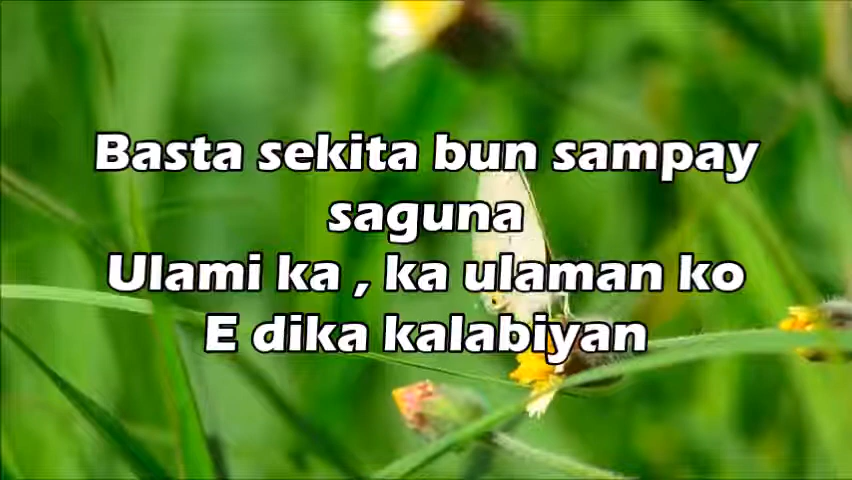 Basta sekita bun sampay
saguna
Ulami ka , ka ulaman ko
E dika kalabiyan